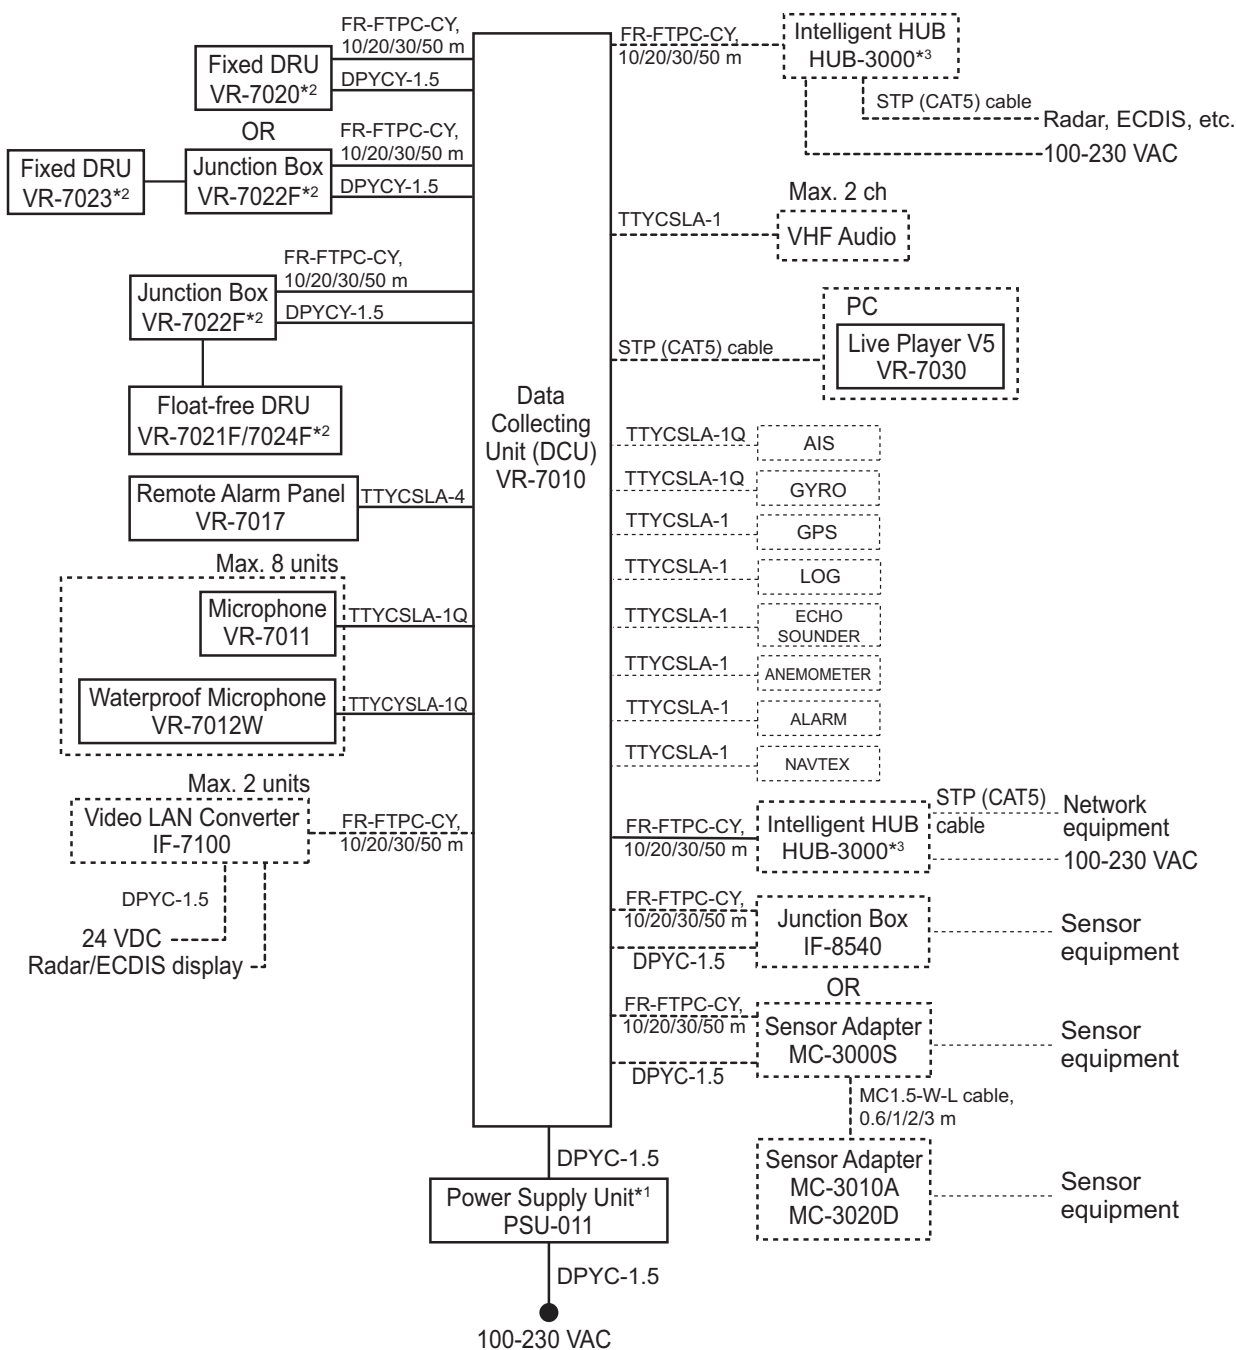 FR-FTPC-CY,
10/20/30/50 m
Fixed DRU
VR-7020*2
DPYCY-1.5
OR
FR-FTPC-CY,
10/20/30/50 m
Fixed DRU
VR-7023*2
Junction Box
VR-7022F*2
DPYCY-1.5
FR-FTPC-CY,
10/20/30/50 m
Junction Box
VR-7022F*2
DPYCY-1.5
Float-free DRU
VR-7021F/7024F*2
Remote Alarm Panel
VR-7017
TTYCSLA-4
Max. 8 units
Microphone
VR-7011
TTYCSLA-1Q
Waterproof Microphone
VR-7012W
TTYCYSLA-1Q
Max. 2 units
Video LAN Converter
IF-7100
FR-FTPC-CY,
10/20/30/50 m
DPYC-1.5
24 VDC
Radar/ECDIS display
Data
Collecting
Unit (DCU)
VR-7010
DPYC-1.5
Power Supply Unit*1
PSU-011
DPYC-1.5
100-230 VAC
FR-FTPC-CY,
10/20/30/50 m
Intelligent HUB
HUB-3000*3
STP (CAT5) cable
Radar, ECDIS, etc.
100-230 VAC
Max. 2 ch
TTYCSLA-1
VHF Audio
PC
STP (CAT5) cable
Live Player V5
VR-7030
TTYCSLA-1Q
AIS
TTYCSLA-1Q
GYRO
TTYCSLA-1
GPS
TTYCSLA-1
LOG
TTYCSLA-1
ECHO
SOUNDER
TTYCSLA-1
ANEMOMETER
TTYCSLA-1
ALARM
TTYCSLA-1
NAVTEX
FR-FTPC-CY,
10/20/30/50 m
Intelligent HUB
HUB-3000*3
STP (CAT5)
cable
Network
equipment
100-230 VAC
FR-FTPC-CY,
10/20/30/50 m
DPYC-1.5
Junction Box
IF-8540
Sensor
equipment
OR
FR-FTPC-CY,
10/20/30/50 m
DPYC-1.5
Sensor Adapter
MC-3000S
Sensor
equipment
MC1.5-W-L cable,
0.6/1/2/3 m
Sensor Adapter
MC-3010A
MC-3020D
Sensor
equipment